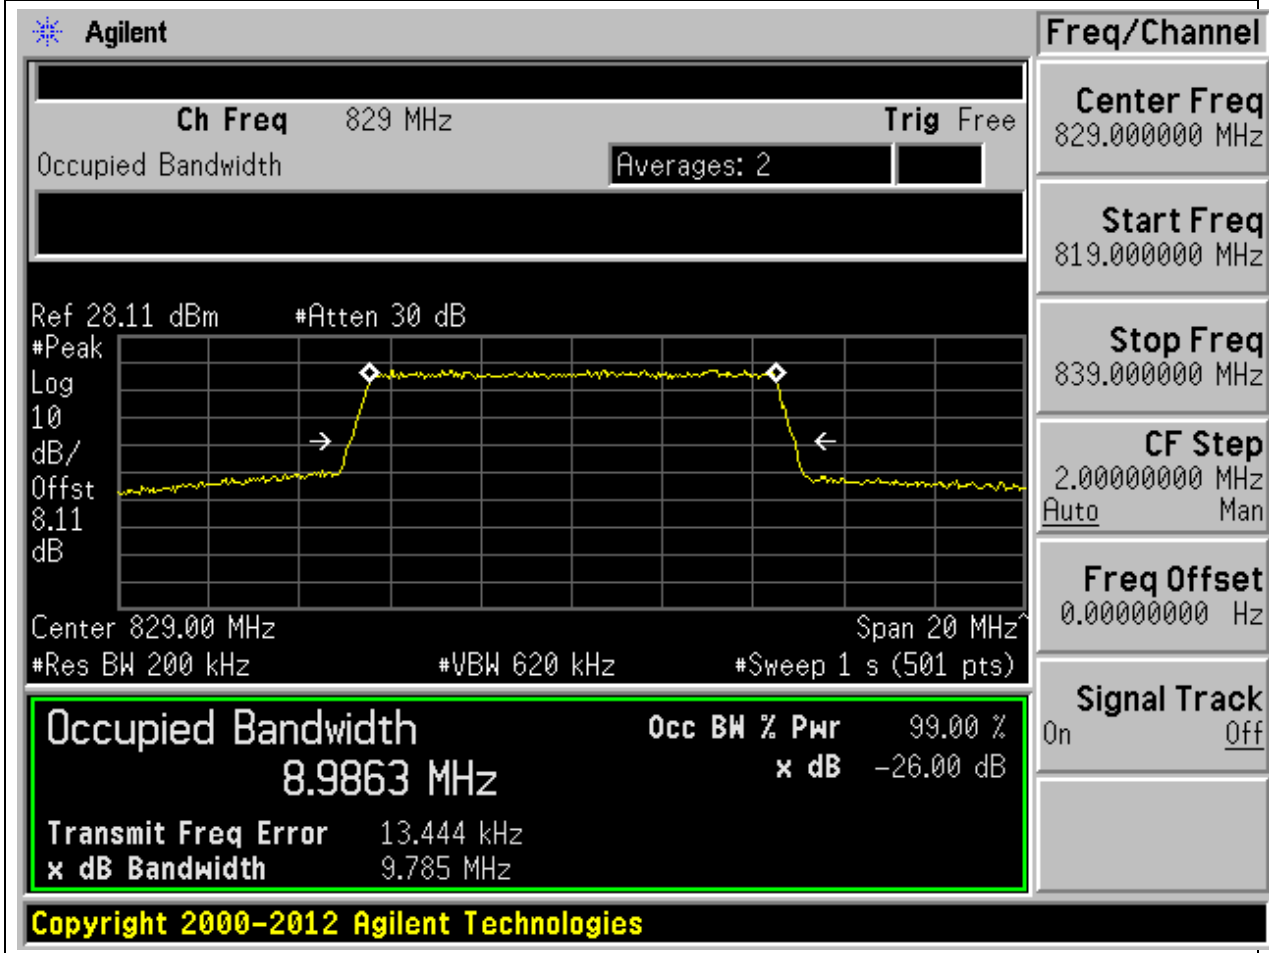 Agilent
Freq/Channel
Ch Freq 829 MHz Trig Free
Occupied Bandwidth Averages: 2
Center Freq
829.000000 MHz
Start Freq
819.000000 MHz
Stop Freq
839.000000 MHz
CF Step
2.00000000 MHz
Auto Man
Freq Offset
0.00000000 Hz
Signal Track
On Off
Ref 28.11 dBm #Atten 30 dB
#Peak
Log
10
dB/
Offst
8.11
dB
Center 829.00 MHz Span 20 MHz^
#Res BW 200 kHz #VBW 620 kHz #Sweep 1 s (501 pts)
Occupied Bandwidth
8.9863 MHz
Occ BW % Pwr 99.00 %
x dB -26.00 dB
Transmit Freq Error 13.444 kHz
x dB Bandwidth 9.785 MHz
Copyright 2000-2012 Agilent Technologies